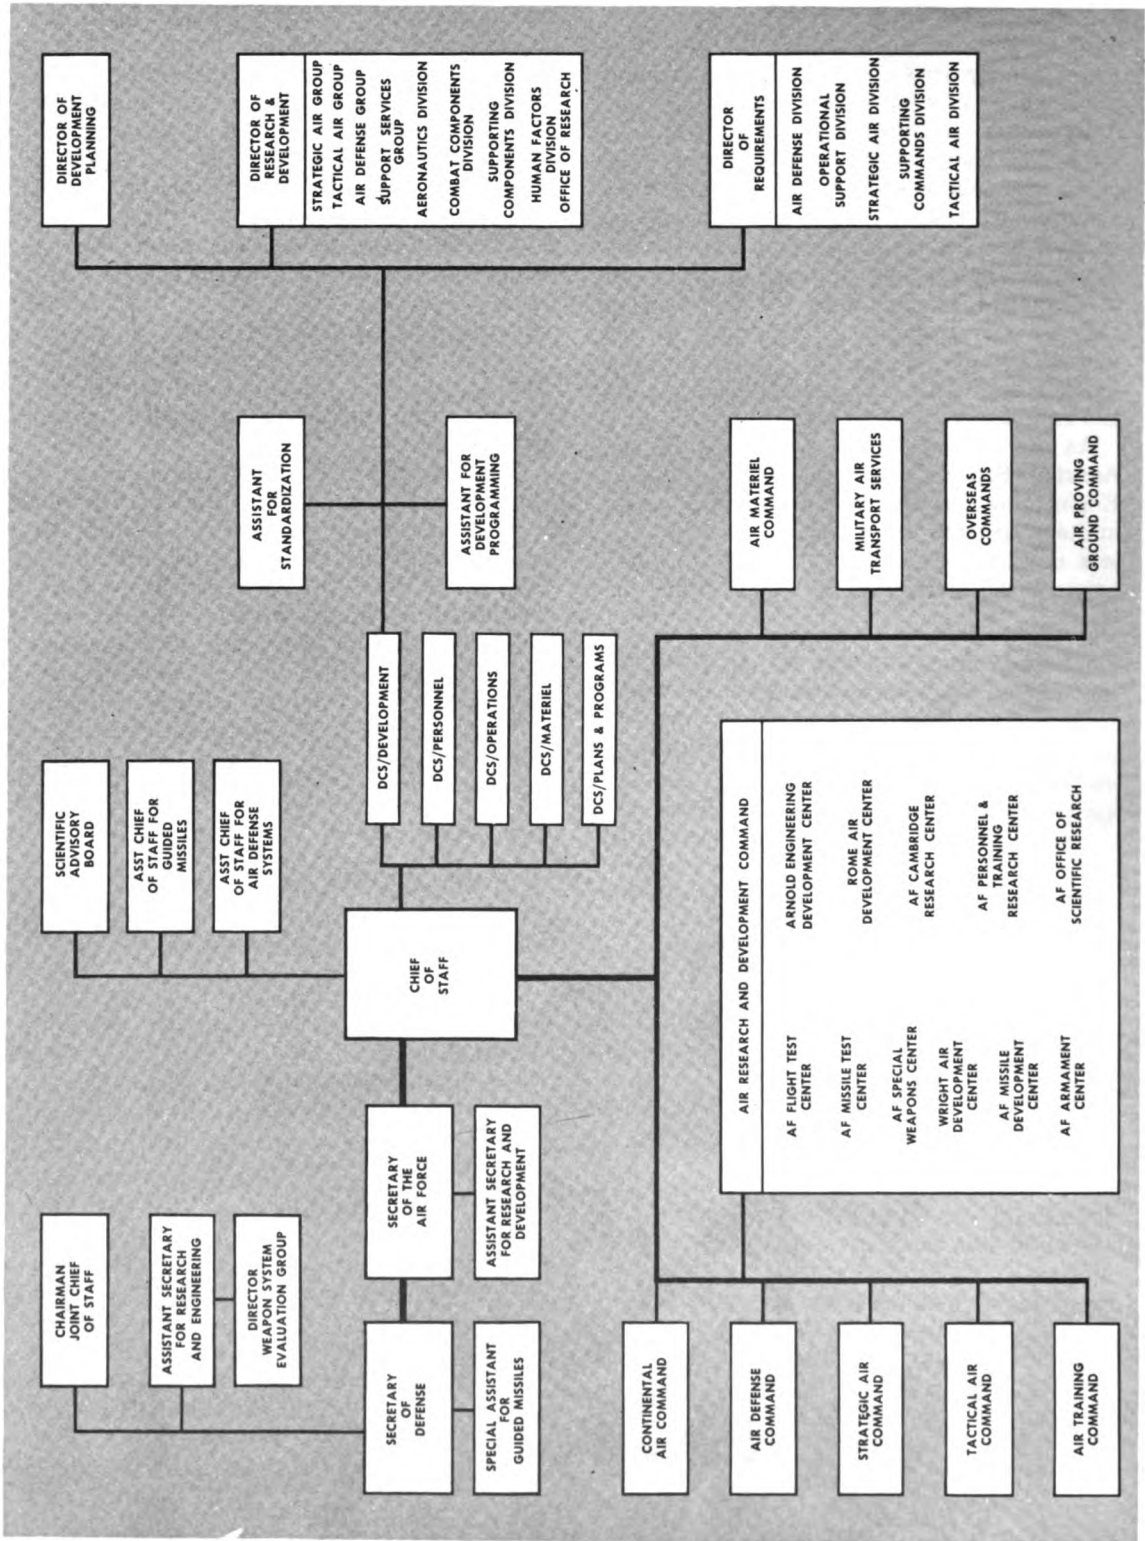 CHAIRMAN
JOINT CHIEF
OF STAFF
ASSISTANT SECRETARY
FOR RESEARCH
AND ENGINEERING
DIRECTOR
WEAPON SYSTEM
EVALUATION GROUP
SECRETARY
OF
DEFENSE
SPECIAL ASSISTANT
FOR
GUIDED MISSILES
SECRETARY
OF THE
AIR FORCE
ASSISTANT SECRETARY
FOR RESEARCH AND
DEVELOPMENT
SCIENTIFIC
ADVISORY
BOARD
ASST CHIEF
OF STAFF FOR
GUIDED
MISSILES
ASST CHIEF
OF STAFF FOR
AIR DEFENSE
SYSTEMS
CHIEF
OF
STAFF
DCS/DEVELOPMENT
DCS/PERSONNEL
DCS/OPERATIONS
DCS/MATERIEL
DCS/PLANS & PROGRAMS
ASSISTANT
FOR
STANDARDIZATION
ASSISTANT FOR
DEVELOPMENT
PROGRAMMING
DIRECTOR OF
DEVELOPMENT
PLANNING
DIRECTOR OF
RESEARCH &
DEVELOPMENT
STRATEGIC AIR GROUP
TACTICAL AIR GROUP
AIR DEFENSE GROUP
SUPPORT SERVICES
GROUP
AERONAUTICS DIVISION
COMBAT COMPONENTS
DIVISION
SUPPORTING
COMPONENTS DIVISION
HUMAN FACTORS
DIVISION
OFFICE OF RESEARCH
DIRECTOR
OF
REQUIREMENTS
AIR DEFENSE DIVISION
OPERATIONAL
SUPPORT DIVISION
STRATEGIC AIR DIVISION
SUPPORTING
COMMANDS DIVISION
TACTICAL AIR DIVISION
CONTINENTAL
AIR COMMAND
AIR DEFENSE
COMMAND
STRATEGIC AIR
COMMAND
TACTICAL AIR
COMMAND
AIR TRAINING
COMMAND
AIR RESEARCH AND DEVELOPMENT COMMAND
AF FLIGHT TEST
CENTER
AF MISSILE TEST
CENTER
AF SPECIAL
WEAPONS CENTER
WRIGHT AIR
DEVELOPMENT
CENTER
AF MISSILE
DEVELOPMENT
CENTER
AF ARMAMENT
CENTER
ARNOLD ENGINEERING
DEVELOPMENT CENTER
ROME AIR
DEVELOPMENT CENTER
AF CAMBRIDGE
RESEARCH CENTER
AF PERSONNEL &
TRAINING
RESEARCH CENTER
AF OFFICE OF
SCIENTIFIC RESEARCH
AIR MATERIEL
COMMAND
MILITARY AIR
TRANSPORT SERVICES
OVERSEAS
COMMANDS
AIR PROVING
GROUND COMMAND